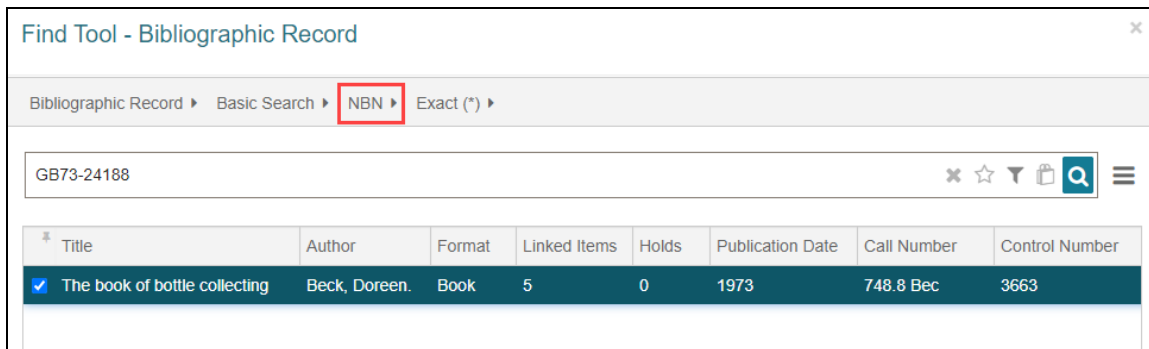 Find Tool - Bibliographic Record
Bibliographic Record Basic Search NBN Exact (*)
GB73-24188
Title Author Format Linked Items Holds Publication Date Call Number Control Number
The book of bottle collecting Beck, Doreen. Book 5 0 1973 748.8 Bec 3663